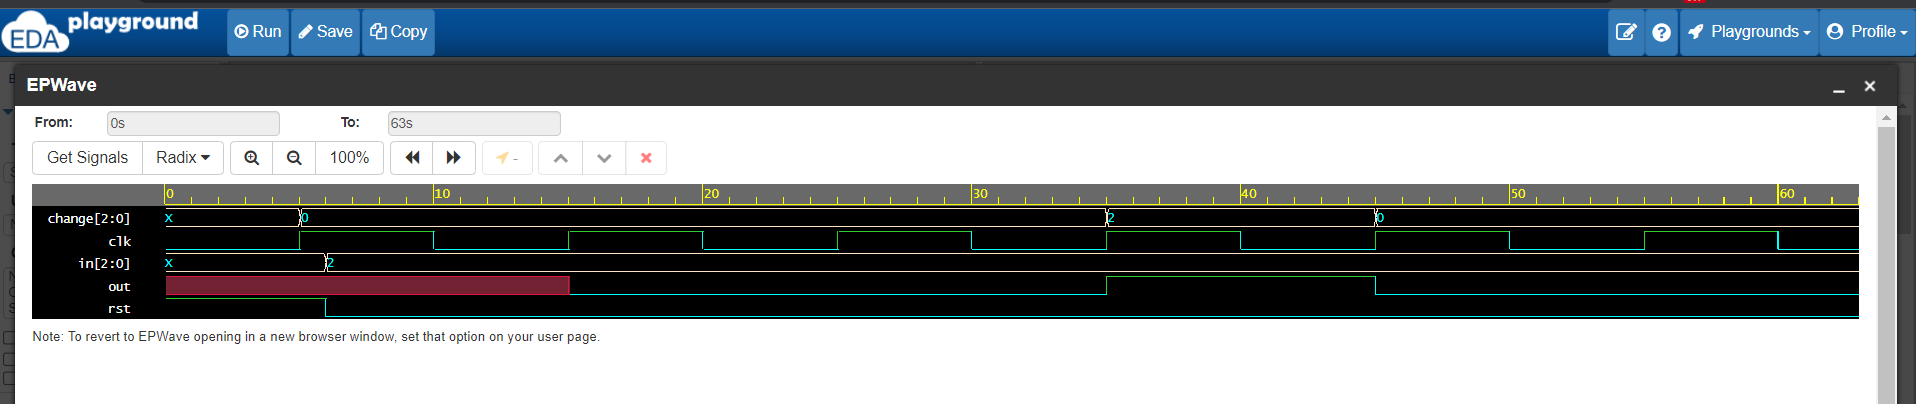 EDA playground Run Save Copy Playgrounds Profile
EPWave
From: 0s To: 63s
Get Signals Radix 100% -
0 10 20 30 40 50 60
change[2:0] x 0 2 0
clk
in[2:0] x 2
out
rst
Note: To revert to EPWave opening in a new browser window, set that option on your user page.